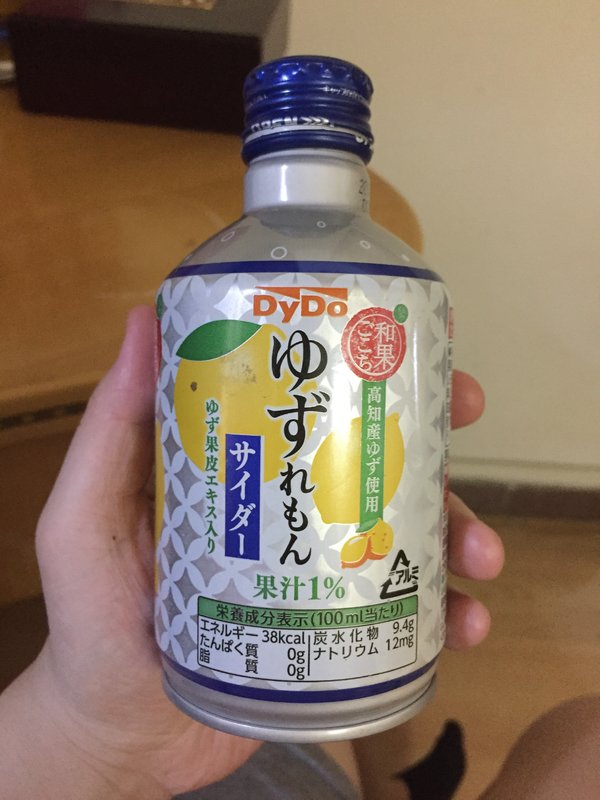 DyDo
和果
ここち
ゆずれもん
サイダー
高知産ゆず使用
ゆず果皮エキス入り
果汁1%
アルミ
栄養成分表示(100ml当たり)
エネルギー 38kcal 炭水化物 9.4g
たんぱく質 0g ナトリウム 12mg
脂質 0g